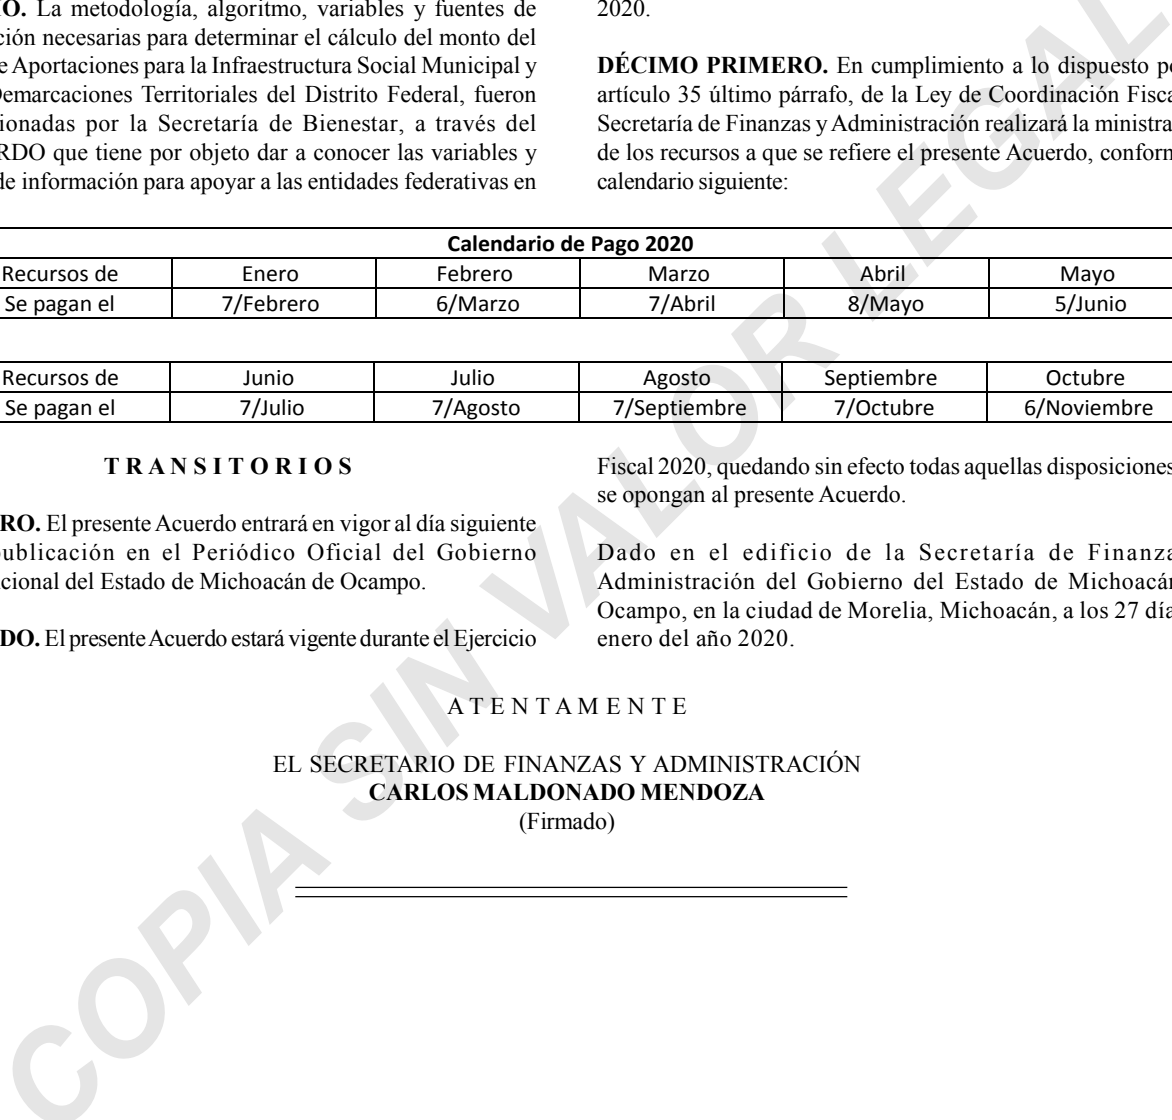 IO. La metodología, algoritmo, variables y fuentes de
ción necesarias para determinar el cálculo del monto del
e Aportaciones para la Infraestructura Social Municipal y
Demarcaciones Territoriales del Distrito Federal, fueron
ionadas por la Secretaría de Bienestar, a través del
RDO que tiene por objeto dar a conocer las variables y
de información para apoyar a las entidades federativas en
2020.
DÉCIMO PRIMERO. En cumplimiento a lo dispuesto po
artículo 35 último párrafo, de la Ley de Coordinación Fisca
Secretaría de Finanzas y Administración realizará la ministra
de los recursos a que se refiere el presente Acuerdo, conform
calendario siguiente:
Calendario de Pago 2020
Recursos de Enero Febrero Marzo Abril Mayo
Se pagan el 7/Febrero 6/Marzo 7/Abril 8/Mayo 5/Junio
Recursos de Junio Julio Agosto Septiembre Octubre
Se pagan el 7/Julio 7/Agosto 7/Septiembre 7/Octubre 6/Noviembre
T R A N S I T O R I O S
RO. El presente Acuerdo entrará en vigor al día siguiente
publicación en el Periódico Oficial del Gobierno
cional del Estado de Michoacán de Ocampo.
DO. El presente Acuerdo estará vigente durante el Ejercicio
Fiscal 2020, quedando sin efecto todas aquellas disposiciones
se opongan al presente Acuerdo.
Dado en el edificio de la Secretaría de Finanza
Administración del Gobierno del Estado de Michoacán
Ocampo, en la ciudad de Morelia, Michoacán, a los 27 día
enero del año 2020.
A T E N T A M E N T E
EL SECRETARIO DE FINANZAS Y ADMINISTRACIÓN
CARLOS MALDONADO MENDOZA
(Firmado)
COPIA SIN VALOR LEGAL